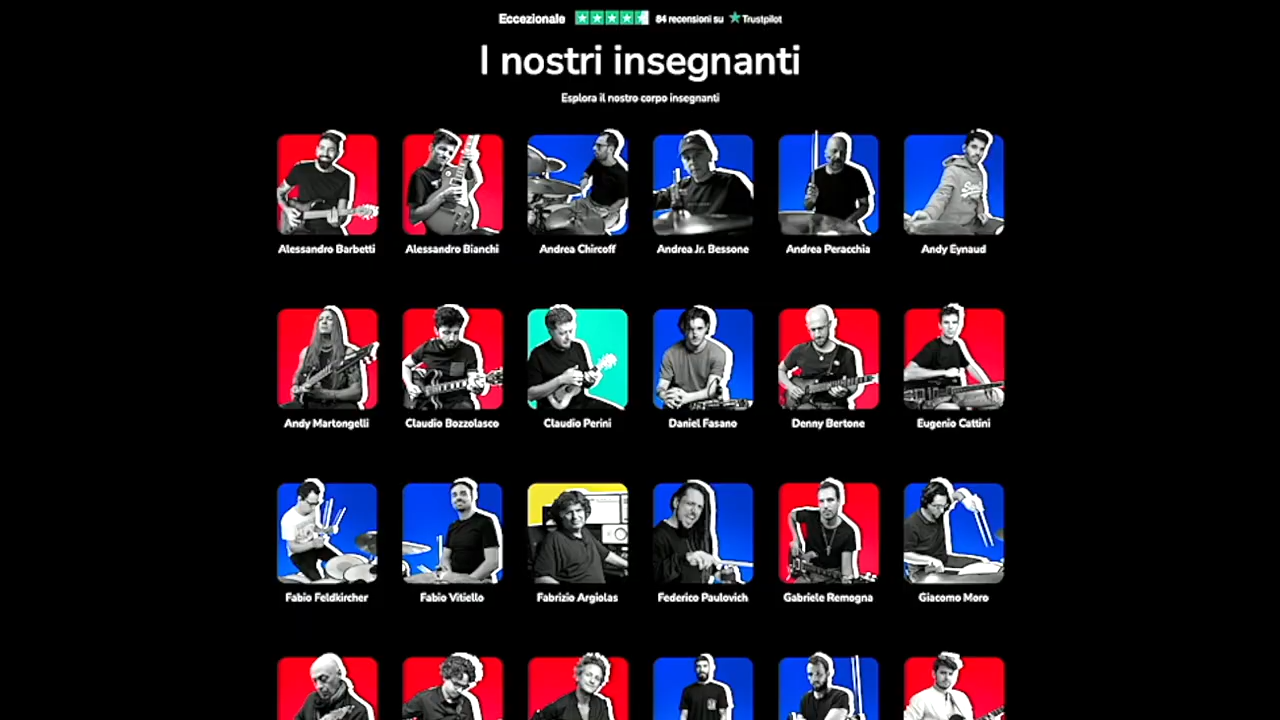 Eccezionale 84 recensioni su Trustpilot
I nostri insegnanti
Esplora il nostro corpo insegnanti
Alessandro Barbetti Alessandro Bianchi Andrea Chircoff Andrea Jr. Bessone Andrea Peracchia Andy Eynaud
Andy Martongelli Claudio Bozzolasco Claudio Perini Daniel Fasano Denny Bertone Eugenio Cattini
Fabio Feldkircher Fabio Vitiello Fabrizio Argiolas Federico Paulovich Gabriele Remogna Giacomo Moro